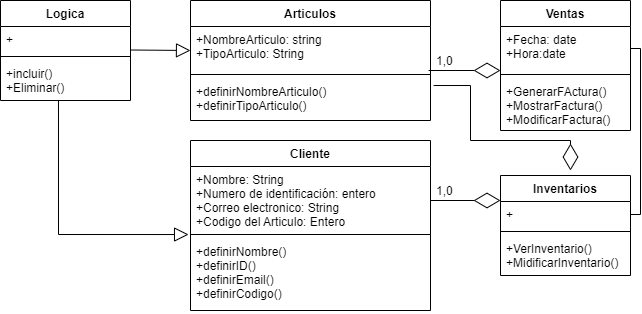 Logica
+
+incluir()
+Eliminar()
Articulos
+NombreArticulo: string
+TipoArticulo: String
+definirNombreArticulo()
+definirTipoArticulo()
1,0
Ventas
+Fecha: date
+Hora:date
+GenerarFActura()
+MostrarFactura()
+ModificarFactura()
Cliente
+Nombre: String
+Numero de identificación: entero
+Correo electronico: String
+Codigo del Articulo: Entero
+definirNombre()
+definirID()
+definirEmail()
+definirCodigo()
1,0
Inventarios
+
+VerInventario()
+MidificarInventario()